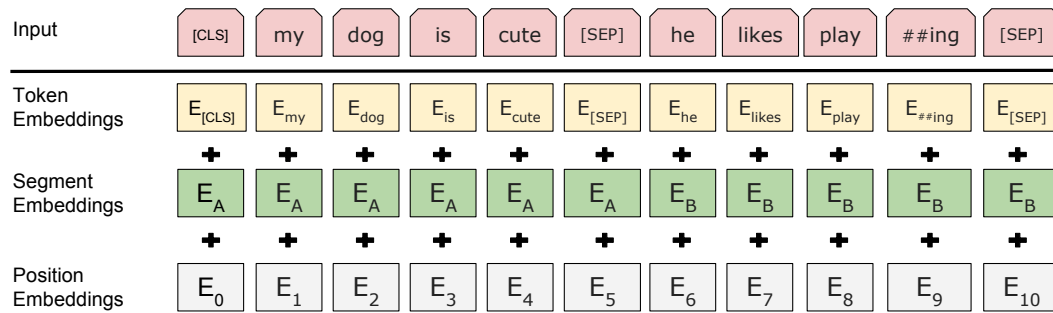 Input [CLS] my dog is cute [SEP] he likes play ##ing [SEP]
Token Embeddings E[CLS] Emy Edog Eis Ecute E[SEP] Ehe Elikes Eplay E##ing E[SEP]
+ + + + + + + + + + +
Segment Embeddings EA EA EA EA EA EA EB EB EB EB EB
+ + + + + + + + + + +
Position Embeddings E0 E1 E2 E3 E4 E5 E6 E7 E8 E9 E10